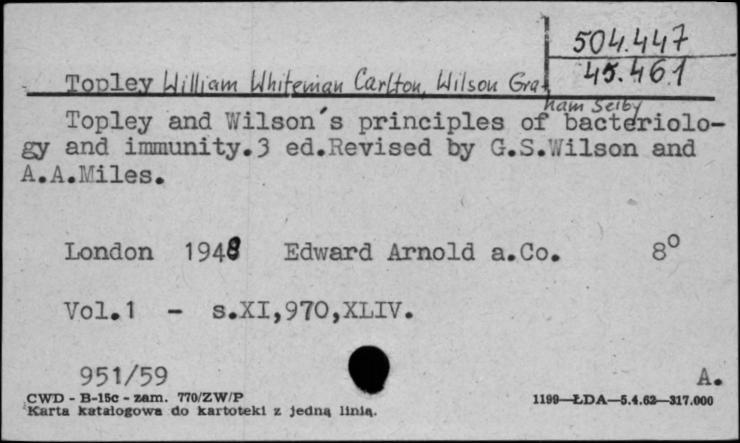 504.447
45.461
Topley William Whiteman Carlton, Wilson Gra-
ham Selby
Topley and Wilson's principles of bacteriolo-
gy and immunity.3 ed.Revised by G.S.Wilson and
A.A.Miles.
London 1948 Edward Arnold a.Co. 8°
Vol.1 - s.XI,970,XLIV.
951/59 A.
CWD - B-15c - zam. 770/ZW/P 1199—ŁDA—5.4.62—317.000
Karta katalogowa do kartoteki z jedną linią.